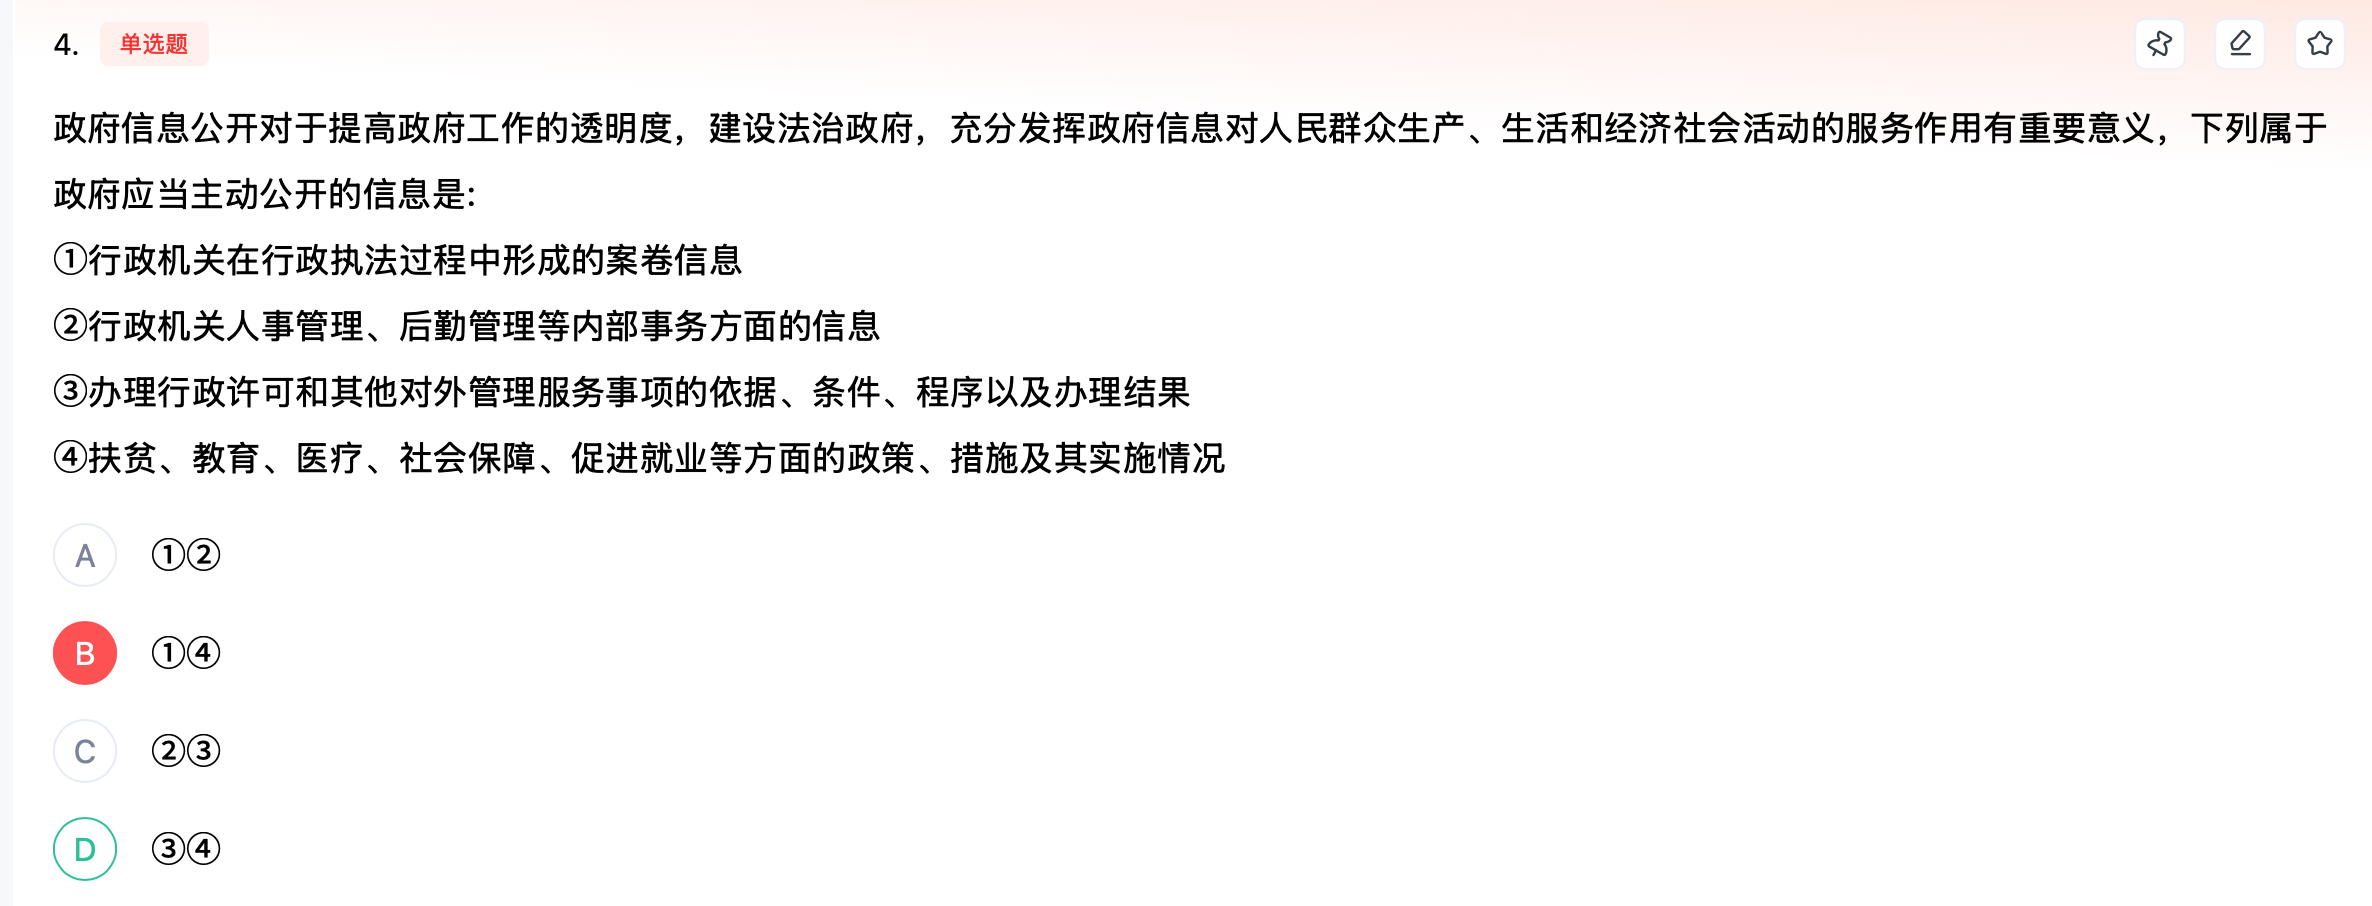 4. 单选题
政府信息公开对于提高政府工作的透明度，建设法治政府，充分发挥政府信息对人民群众生产、生活和经济社会活动的服务作用有重要意义，下列属于
政府应当主动公开的信息是:
①行政机关在行政执法过程中形成的案卷信息
②行政机关人事管理、后勤管理等内部事务方面的信息
③办理行政许可和其他对外管理服务事项的依据、条件、程序以及办理结果
④扶贫、教育、医疗、社会保障、促进就业等方面的政策、措施及其实施情况
A ①②
B ①④
C ②③
D ③④